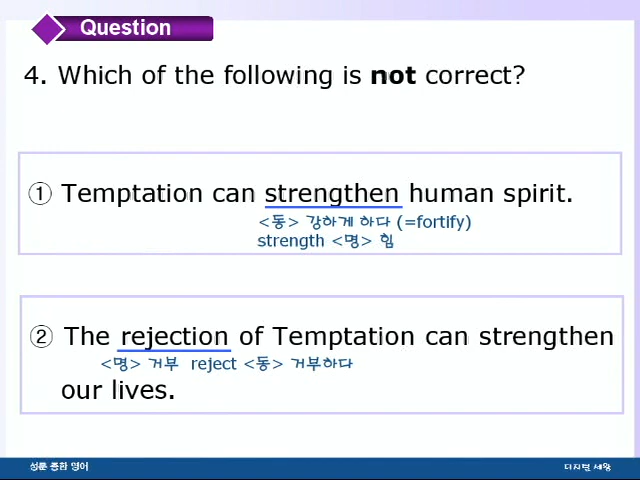 Question
4. Which of the following is not correct?
① Temptation can strengthen human spirit.
<동> 강하게 하다 (=fortify)
strength <명> 힘
② The rejection of Temptation can strengthen
<명> 거부 reject <동> 거부하다
our lives.
성문 종합 영어
디지털 세왕